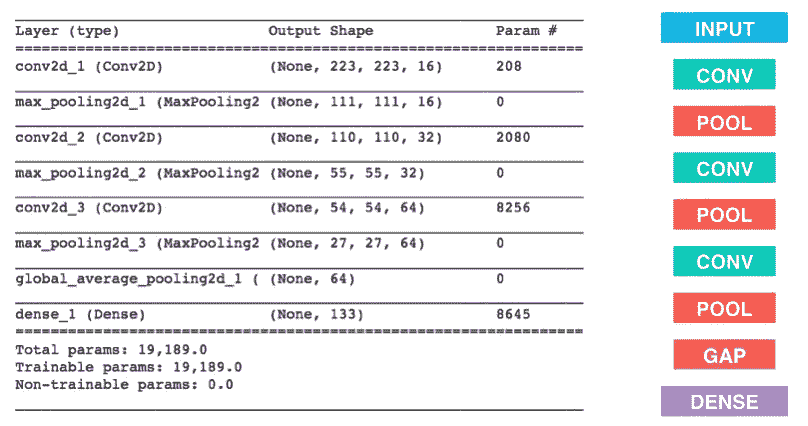 Layer (type) Output Shape Param #
conv2d_1 (Conv2D) (None, 223, 223, 16) 208
max_pooling2d_1 (MaxPooling2 (None, 111, 111, 16) 0
conv2d_2 (Conv2D) (None, 110, 110, 32) 2080
max_pooling2d_2 (MaxPooling2 (None, 55, 55, 32) 0
conv2d_3 (Conv2D) (None, 54, 54, 64) 8256
max_pooling2d_3 (MaxPooling2 (None, 27, 27, 64) 0
global_average_pooling2d_1 ( (None, 64) 0
dense_1 (Dense) (None, 133) 8645
Total params: 19,189.0
Trainable params: 19,189.0
Non-trainable params: 0.0
INPUT
CONV
POOL
CONV
POOL
CONV
POOL
GAP
DENSE